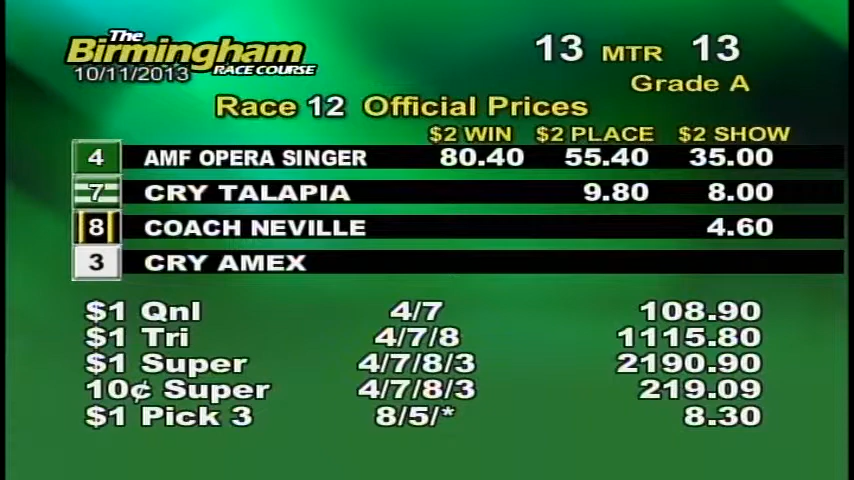 The
Birmingham
RACE COURSE
10/11/2013
13 MTR 13
Grade A
Race 12 Official Prices
$2 WIN $2 PLACE $2 SHOW
4 AMF OPERA SINGER 80.40 55.40 35.00
7 CRY TALAPIA 9.80 8.00
8 COACH NEVILLE 4.60
3 CRY AMEX
$1 Qnl 4/7 108.90
$1 Tri 4/7/8 1115.80
$1 Super 4/7/8/3 2190.90
10¢ Super 4/7/8/3 219.09
$1 Pick 3 8/5/* 8.30